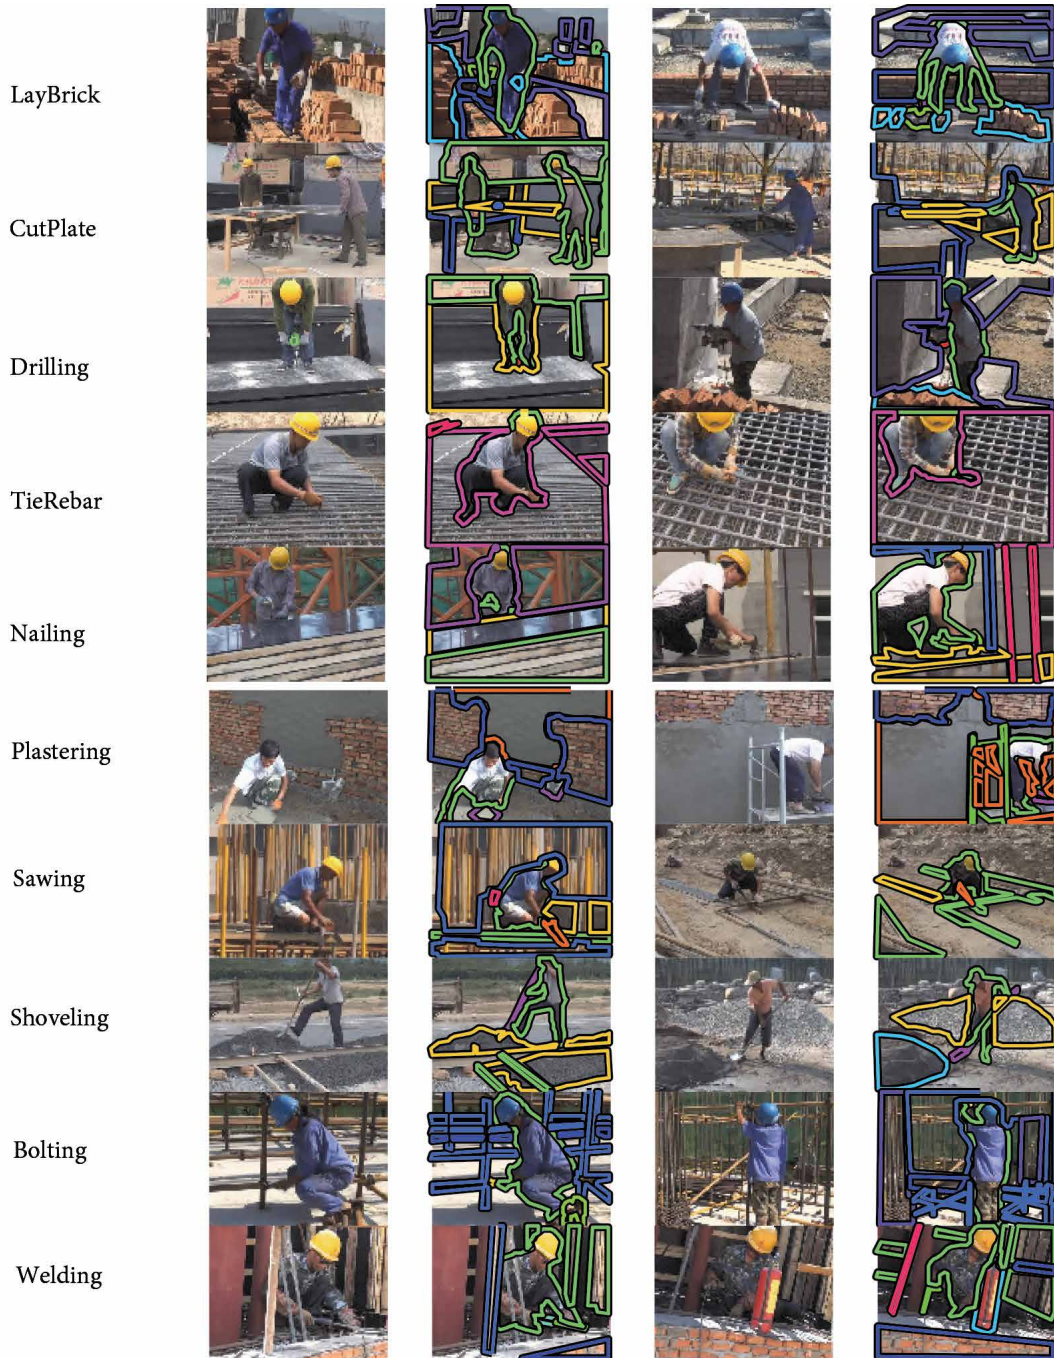 LayBrick
CutPlate
Drilling
TieRebar
Nailing
Plastering
Sawing
Shoveling
Bolting
Welding